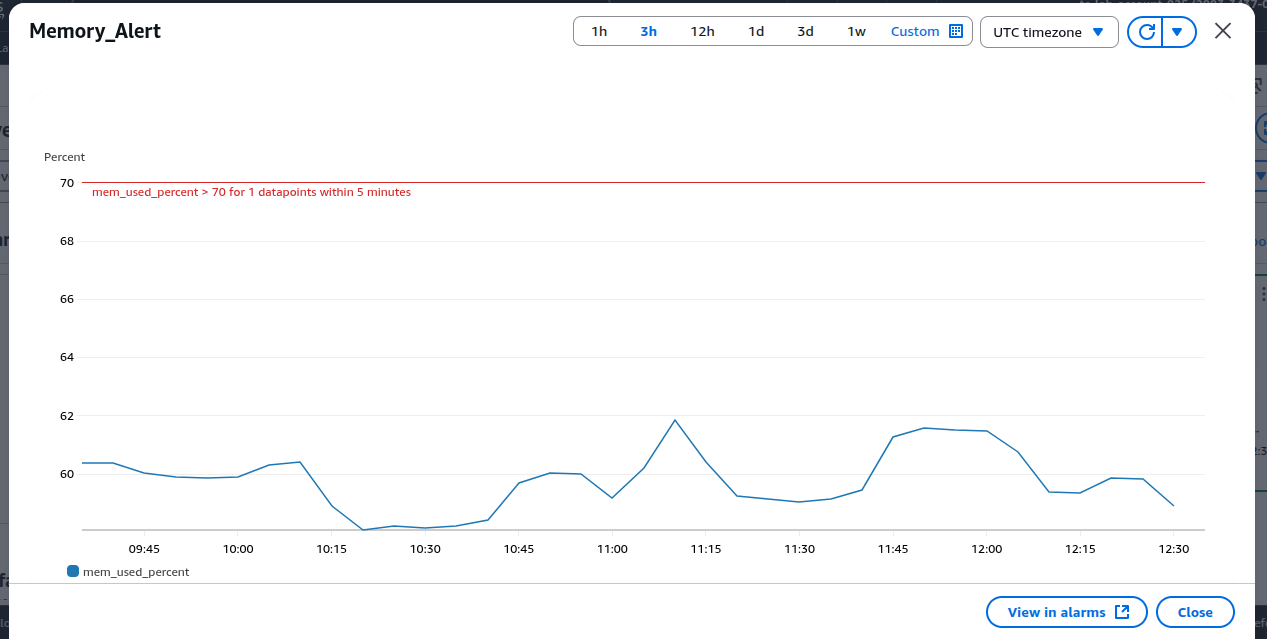 Memory_Alert
1h 3h 12h 1d 3d 1w Custom
UTC timezone
Percent
70
mem_used_percent > 70 for 1 datapoints within 5 minutes
68
66
64
62
60
09:45 10:00 10:15 10:30 10:45 11:00 11:15 11:30 11:45 12:00 12:15 12:30
mem_used_percent
View in alarms
Close